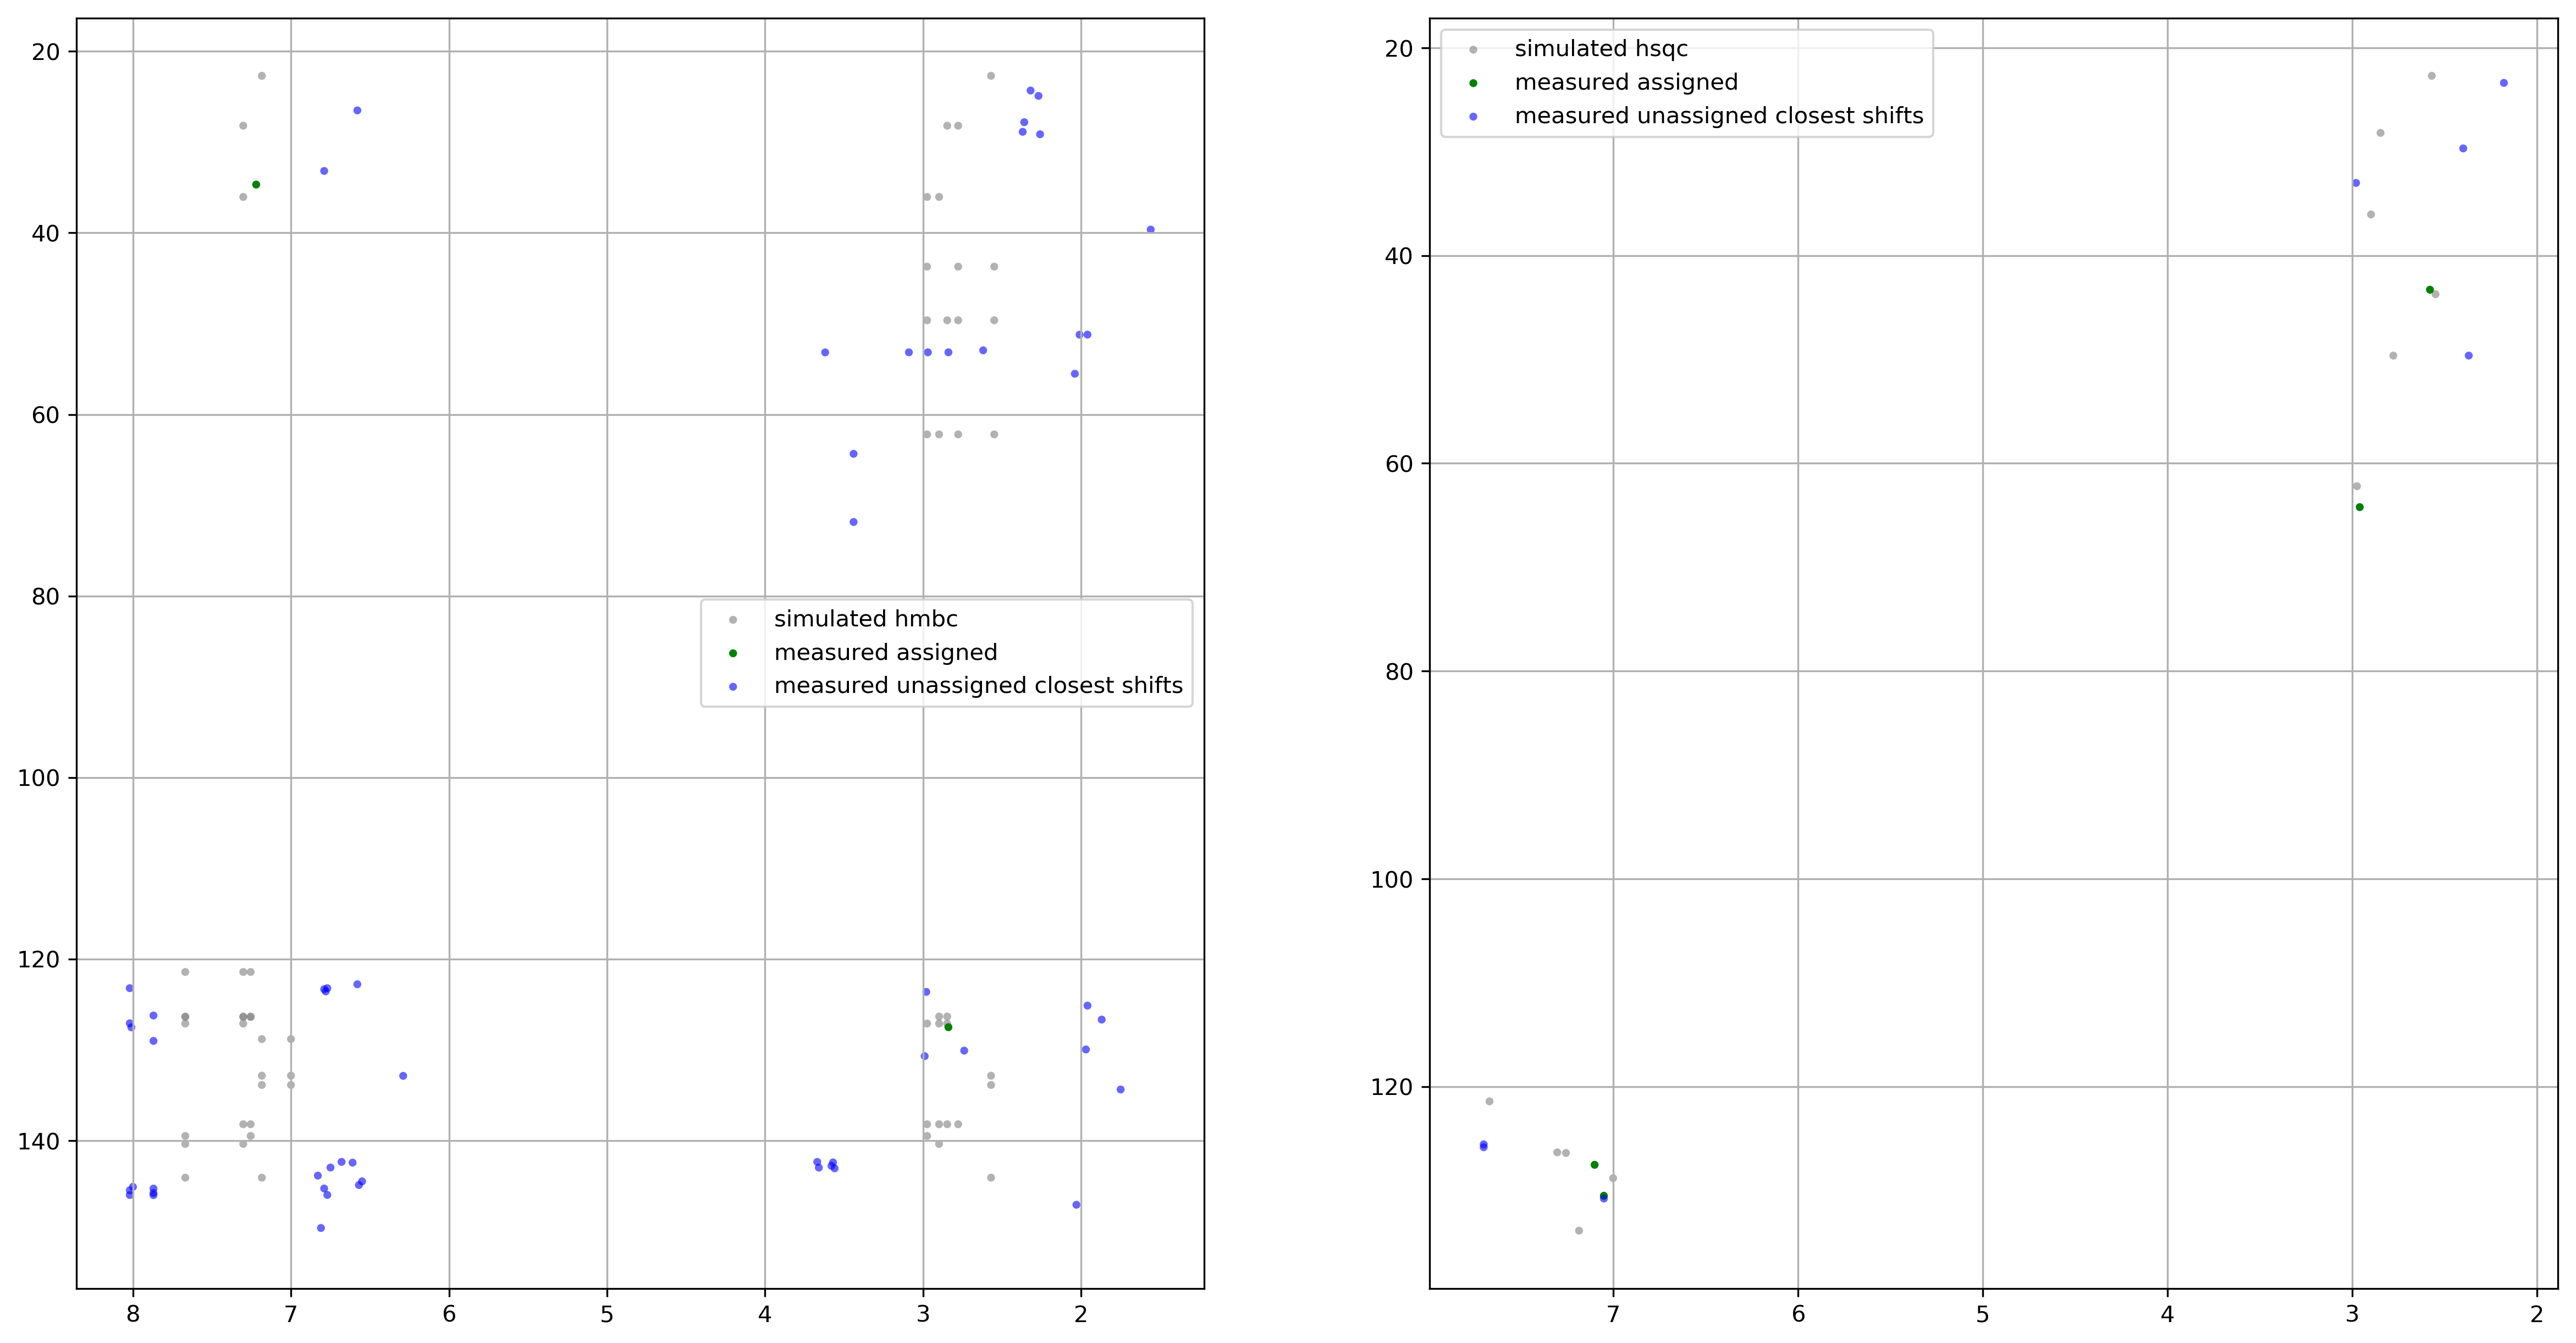 20
40
60
80
100
120
140
8 7 6 5 4 3 2
simulated hmbc
measured assigned
measured unassigned closest shifts
20
40
60
80
100
120
7 6 5 4 3 2
simulated hsqc
measured assigned
measured unassigned closest shifts